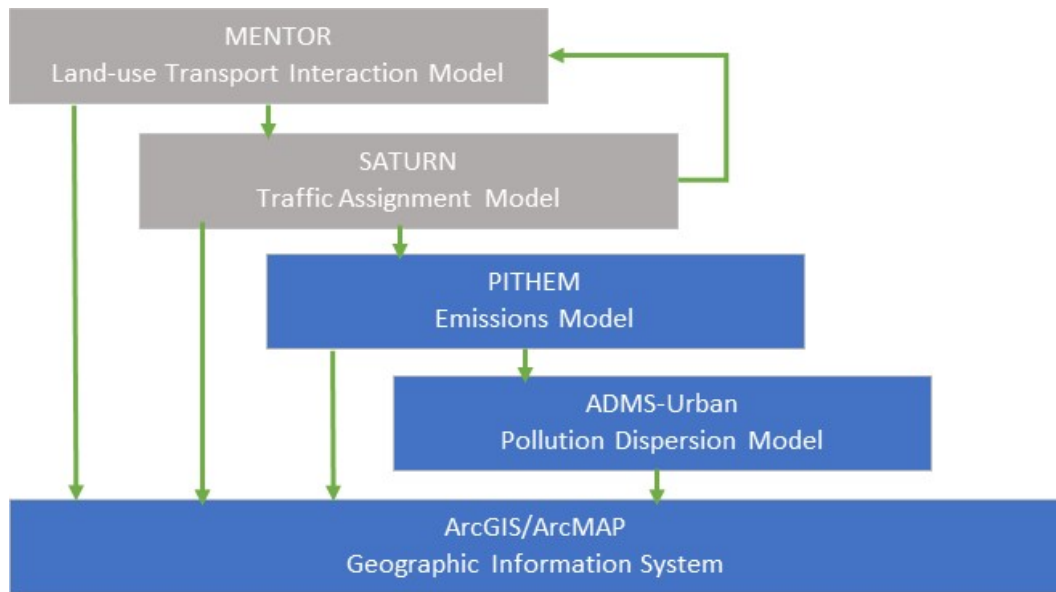 MENTOR
Land-use Transport Interaction Model
SATURN
Traffic Assignment Model
PITHEM
Emissions Model
ADMS-Urban
Pollution Dispersion Model
ArcGIS/ArcMAP
Geographic Information System